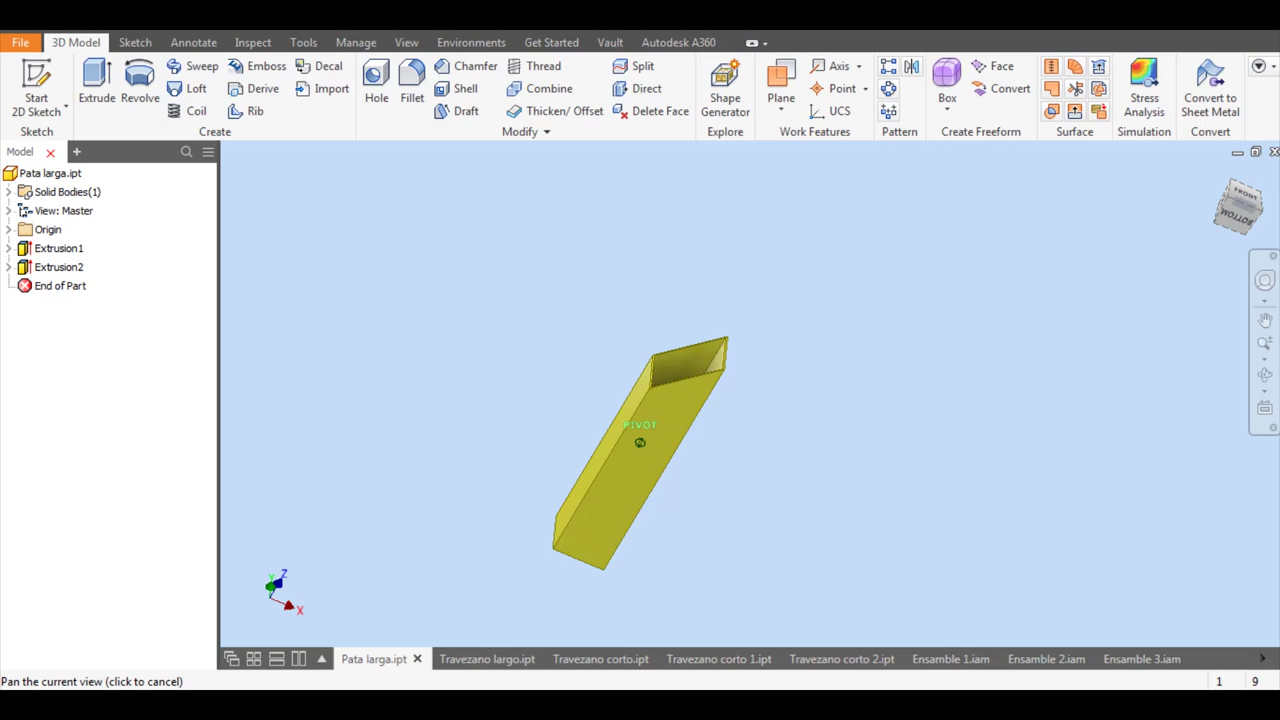 File 3D Model Sketch Annotate Inspect Tools Manage View Environments Get Started Vault Autodesk A360
Start 2D Sketch
Sketch
Extrude
Revolve
Sweep
Emboss
Decal
Loft
Derive
Import
Coil
Rib
Create
Hole
Fillet
Chamfer
Thread
Split
Shell
Combine
Direct
Draft
Thicken/ Offset
Delete Face
Modify
Shape Generator
Explore
Plane
Axis
Point
UCS
Work Features
Pattern
Box
Face
Convert
Create Freeform
Surface
Stress Analysis
Simulation
Convert to Sheet Metal
Convert
Model
Pata larga.ipt
Solid Bodies(1)
View: Master
Origin
Extrusion1
Extrusion2
End of Part
FRONT
BOTTOM
PIVOT
Y
Z
X
Pata larga.ipt Travezano largo.ipt Travezano corto.ipt Travezano corto 1.ipt Travezano corto 2.ipt Ensamble 1.iam Ensamble 2.iam Ensamble 3.iam
Pan the current view (click to cancel) 1 9